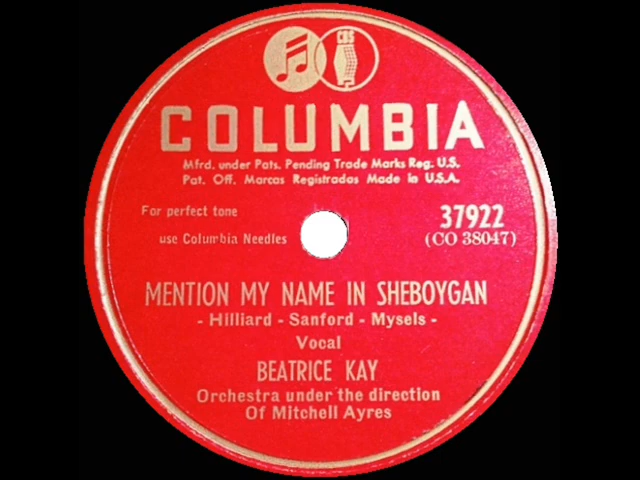 CBS
COLUMBIA
Mfrd. under Pats. Pending Trade Marks Reg. U.S.
Pat. Off. Marcas Registradas Made in U.S.A.
For perfect tone
use Columbia Needles
37922
(CO 38047)
MENTION MY NAME IN SHEBOYGAN
- Hilliard - Sanford - Mysels -
Vocal
BEATRICE KAY
Orchestra under the direction
Of Mitchell Ayres